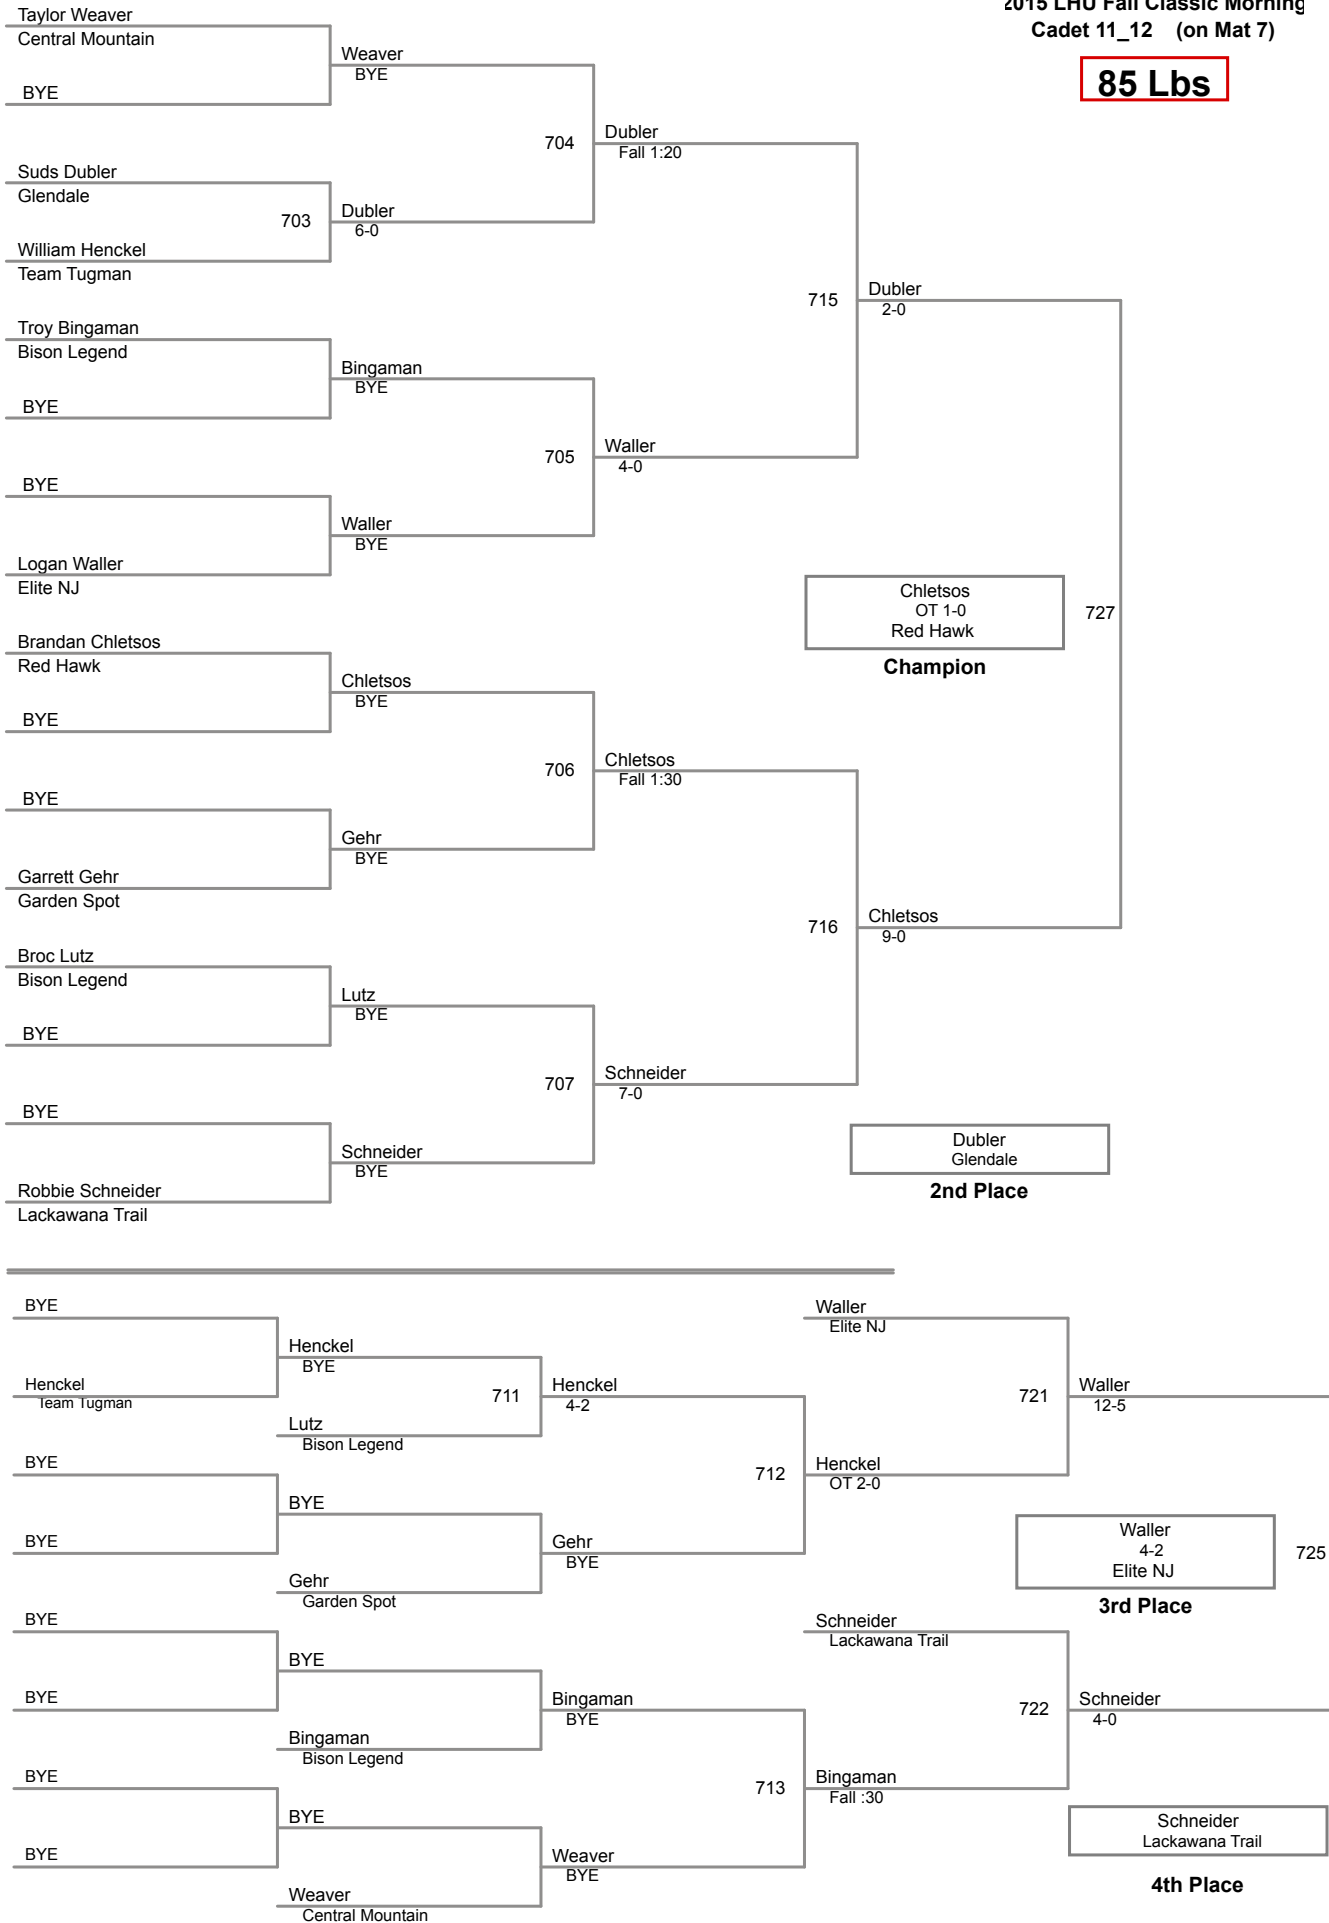 2015 LHU Fall Classic Morning
Cadet 11_12 (on Mat 7)
85 Lbs
Taylor Weaver
Central Mountain
BYE
Weaver
BYE
704
Dubler
Fall 1:20
Suds Dubler
Glendale
703
Dubler
6-0
William Henckel
Team Tugman
715
Dubler
2-0
Troy Bingaman
Bison Legend
Bingaman
BYE
BYE
705
Waller
4-0
BYE
Waller
BYE
Logan Waller
Elite NJ
Chletsos
OT 1-0
Red Hawk
727
Champion
Brandan Chletsos
Red Hawk
Chletsos
BYE
BYE
706
Chletsos
Fall 1:30
BYE
Gehr
BYE
Garrett Gehr
Garden Spot
716
Chletsos
9-0
Broc Lutz
Bison Legend
Lutz
BYE
BYE
707
Schneider
7-0
BYE
Schneider
BYE
Robbie Schneider
Lackawana Trail
Dubler
Glendale
2nd Place
BYE
Henckel
BYE
Henckel
Team Tugman
711
Henckel
4-2
Lutz
Bison Legend
BYE
BYE
BYE
Gehr
BYE
Gehr
Garden Spot
712
Henckel
OT 2-0
Waller
Elite NJ
721
Waller
12-5
Waller
4-2
Elite NJ
725
3rd Place
BYE
BYE
BYE
Bingaman
BYE
Bingaman
Bison Legend
713
Bingaman
Fall :30
Schneider
Lackawana Trail
722
Schneider
4-0
BYE
BYE
BYE
Weaver
BYE
Weaver
Central Mountain
Schneider
Lackawana Trail
4th Place